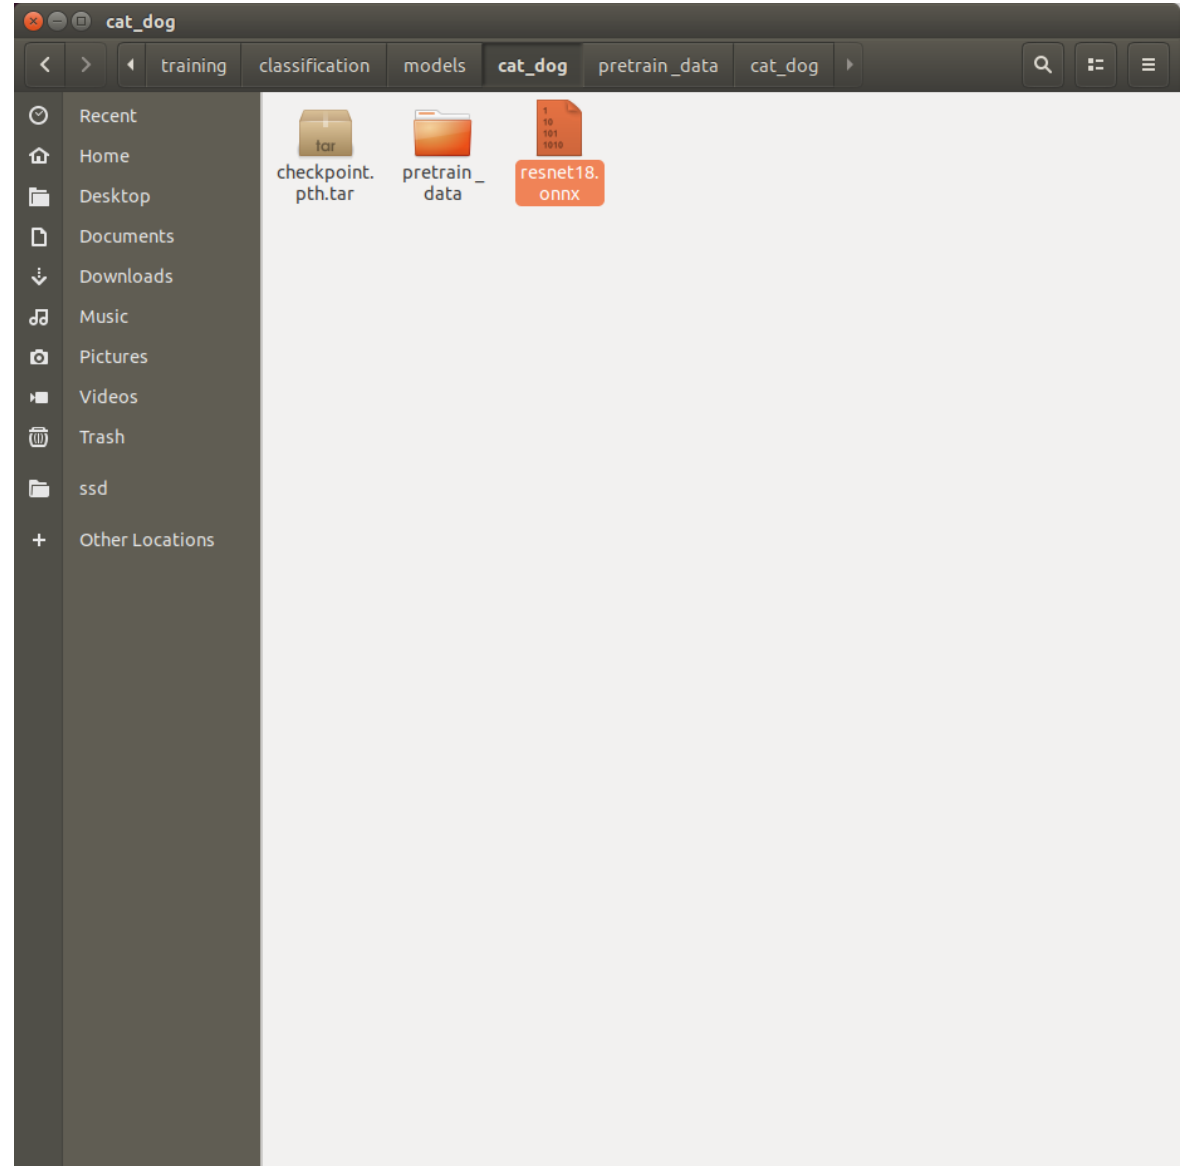 cat_dog
training classification models cat_dog pretrain_data cat_dog
Recent
Home
Desktop
Documents
Downloads
Music
Pictures
Videos
Trash
ssd
Other Locations
1
10
101
1010
tar
checkpoint.
pth.tar
pretrain_
data
resnet18.
onnx